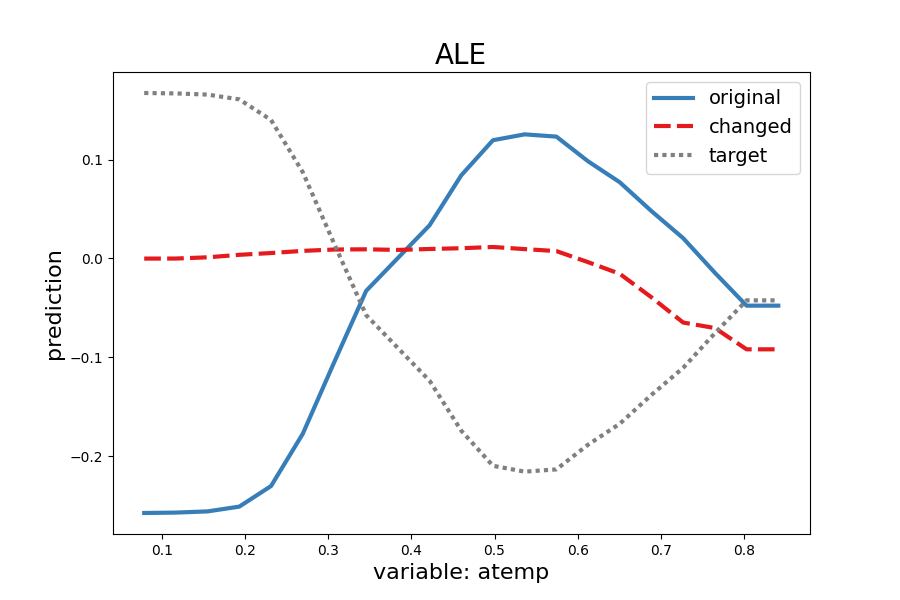 ALE
original
changed
target
0.1
0.0
−0.1
−0.2
prediction
0.1 0.2 0.3 0.4 0.5 0.6 0.7 0.8
variable: atemp